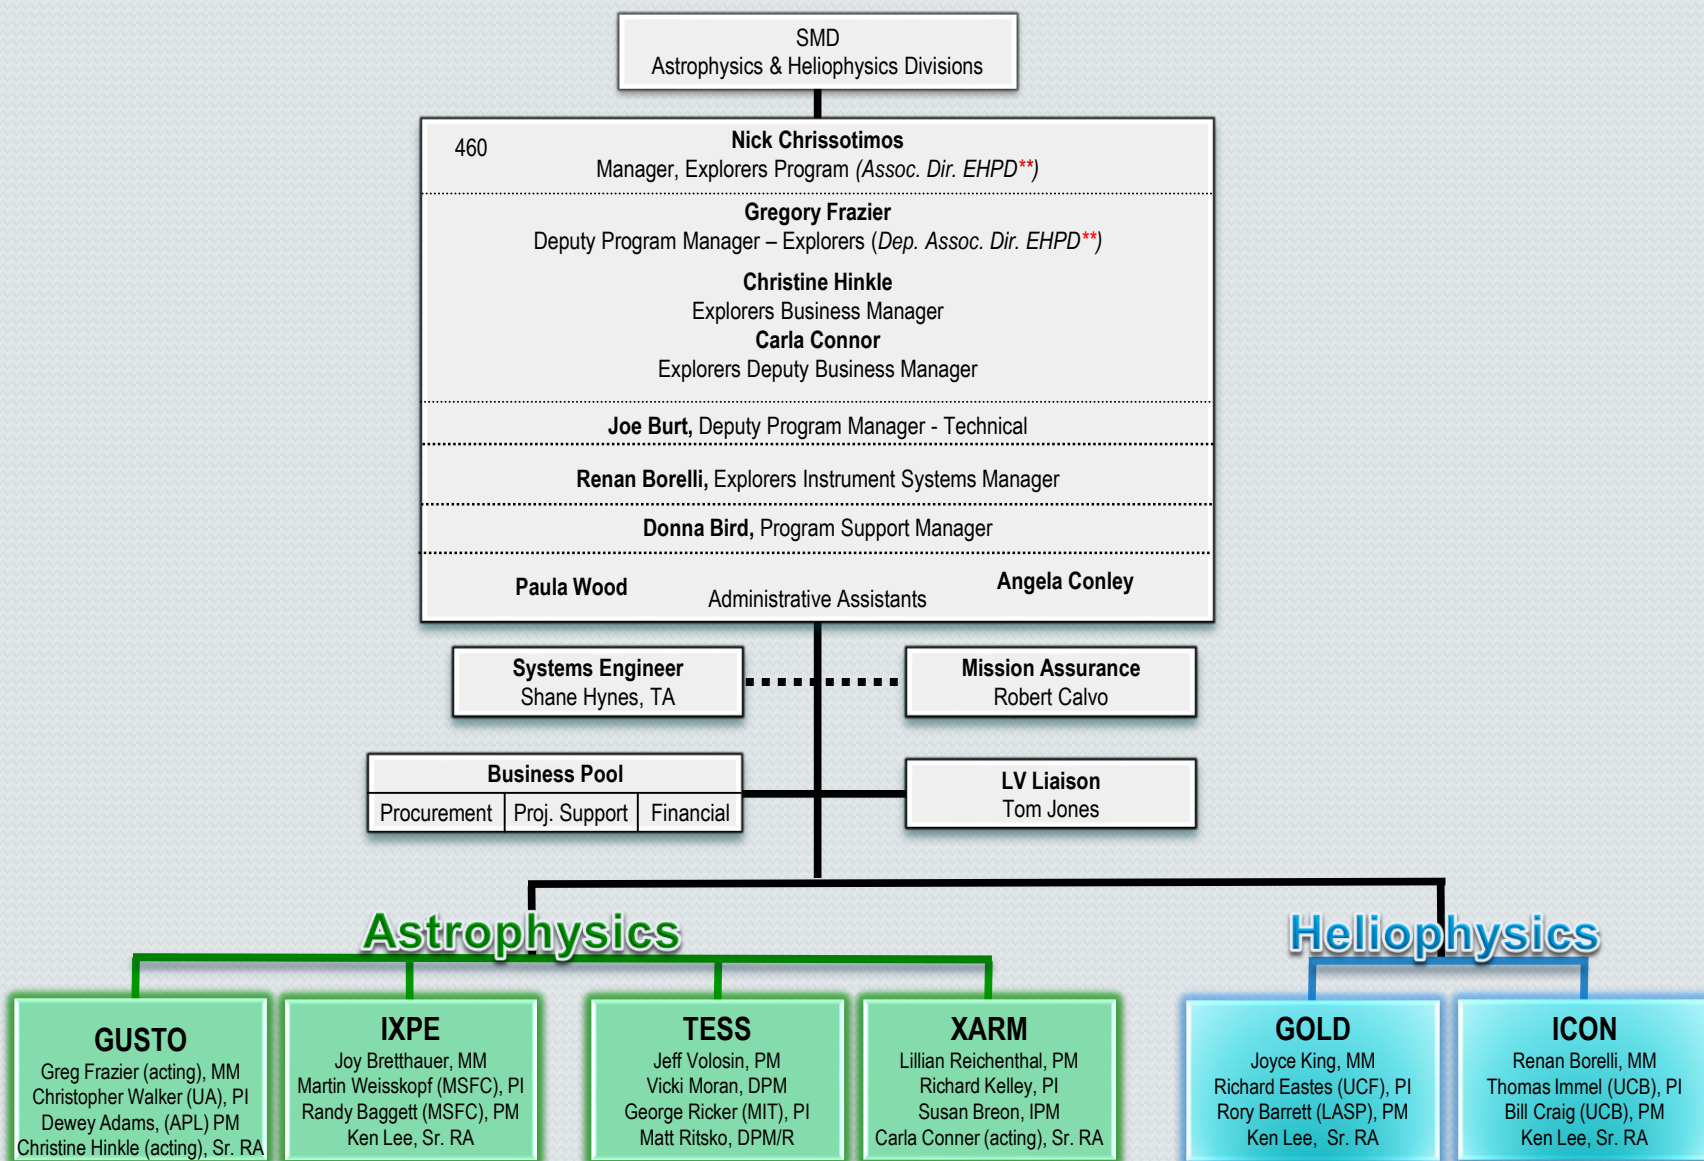 SMD
Astrophysics & Heliophysics Divisions
460
Nick Chrissotimos
Manager, Explorers Program (Assoc. Dir. EHPD**)
Gregory Frazier
Deputy Program Manager – Explorers (Dep. Assoc. Dir. EHPD**)
Christine Hinkle
Explorers Business Manager
Carla Connor
Explorers Deputy Business Manager
Joe Burt, Deputy Program Manager - Technical
Renan Borelli, Explorers Instrument Systems Manager
Donna Bird, Program Support Manager
Paula Wood
Administrative Assistants
Angela Conley
Systems Engineer
Shane Hynes, TA
Mission Assurance
Robert Calvo
Business Pool
Procurement
Proj. Support
Financial
LV Liaison
Tom Jones
Astrophysics
GUSTO
Greg Frazier (acting), MM
Christopher Walker (UA), PI
Dewey Adams, (APL) PM
Christine Hinkle (acting), Sr. RA
IXPE
Joy Bretthauer, MM
Martin Weisskopf (MSFC), PI
Randy Baggett (MSFC), PM
Ken Lee, Sr. RA
TESS
Jeff Volosin, PM
Vicki Moran, DPM
George Ricker (MIT), PI
Matt Ritsko, DPM/R
XARM
Lillian Reichenthal, PM
Richard Kelley, PI
Susan Breon, IPM
Carla Conner (acting), Sr. RA
Heliophysics
GOLD
Joyce King, MM
Richard Eastes (UCF), PI
Rory Barrett (LASP), PM
Ken Lee, Sr. RA
ICON
Renan Borelli, MM
Thomas Immel (UCB), PI
Bill Craig (UCB), PM
Ken Lee, Sr. RA